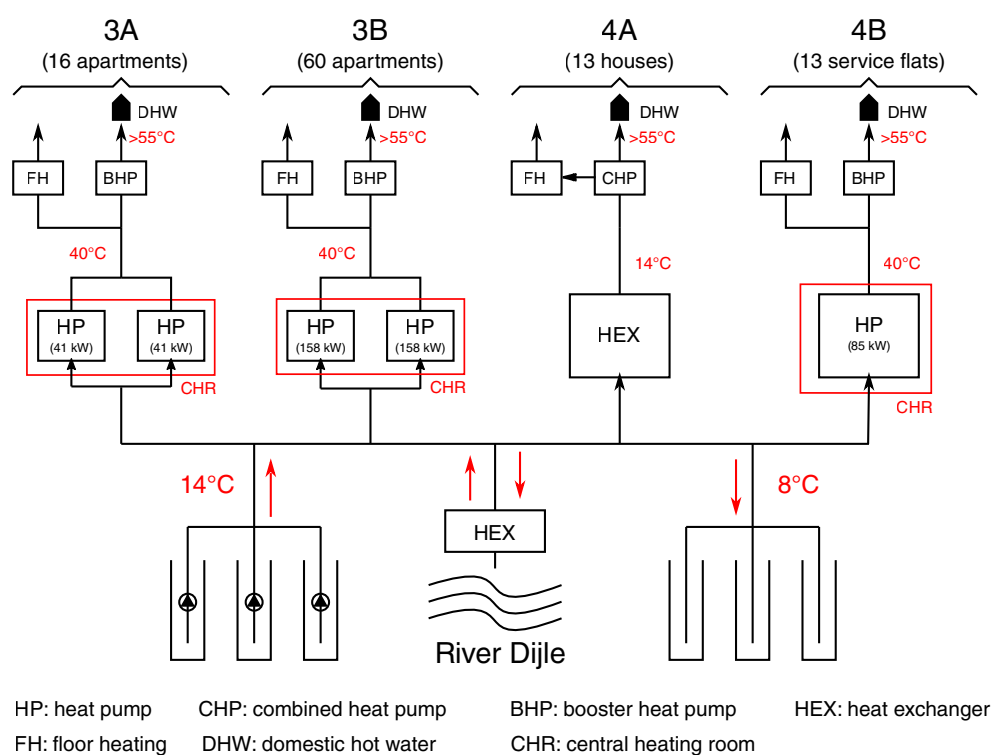 3A 3B 4A 4B
(16 apartments) (60 apartments) (13 houses) (13 service flats)
DHW DHW DHW DHW
>55°C >55°C >55°C >55°C
FH BHP FH BHP FH CHP FH BHP
40°C 40°C 14°C 40°C
HP HP HP HP HEX HP
(41 kW) (41 kW) (158 kW) (158 kW) (85 kW)
CHR CHR CHR
14°C 8°C
HEX
River Dijle
HP: heat pump CHP: combined heat pump BHP: booster heat pump HEX: heat exchanger
FH: floor heating DHW: domestic hot water CHR: central heating room